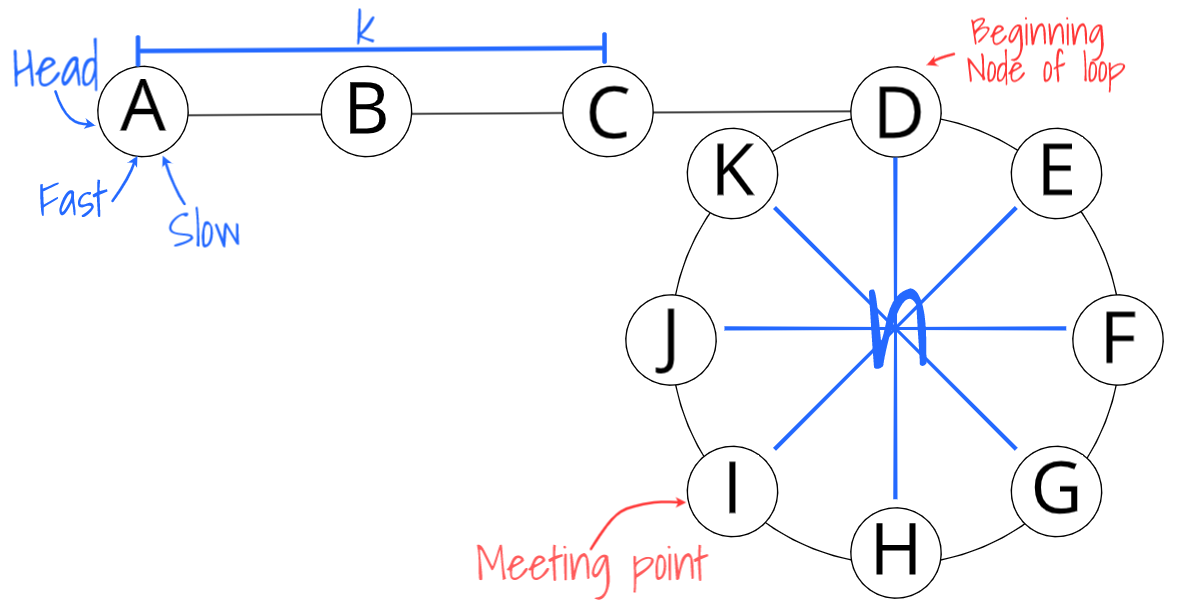 k
Head
Beginning
Node of loop
A
B
C
D
K
E
Fast
Slow
J
n
F
I
G
H
Meeting point